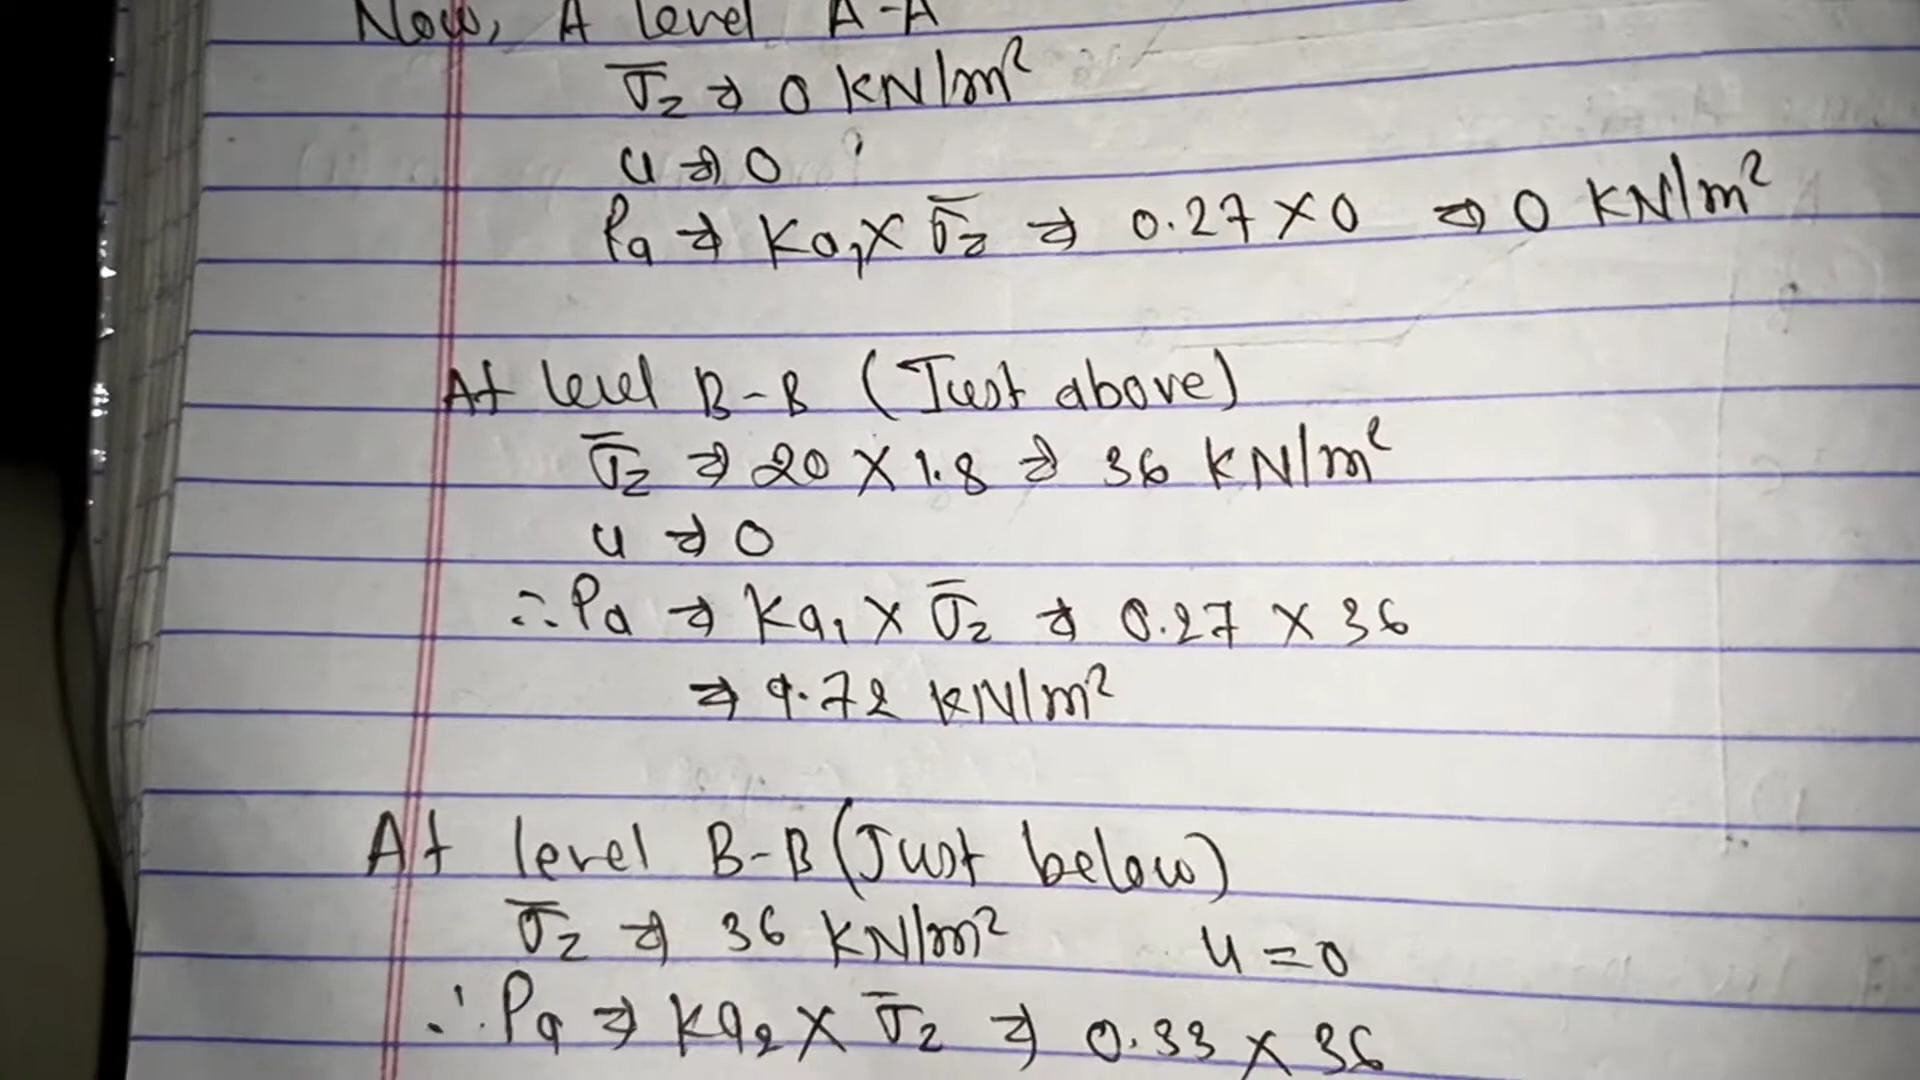 Now, A level A-A
σ̅z ⇒ 0 KN/m²
u ⇒ 0
Pa ⇒ Ka₁ × σ̅z ⇒ 0.27 × 0 ⇒ 0 KN/m²
At level B-B (Just above)
σ̅z ⇒ 20 × 1.8 ⇒ 36 KN/m²
u ⇒ 0
∴ Pa ⇒ Ka₁ × σ̅z ⇒ 0.27 × 36
⇒ 9.72 KN/m²
At level B-B (Just below)
σ̅z ⇒ 36 KN/m² u = 0
∴ Pa ⇒ Ka₂ × σ̅z ⇒ 0.33 × 36